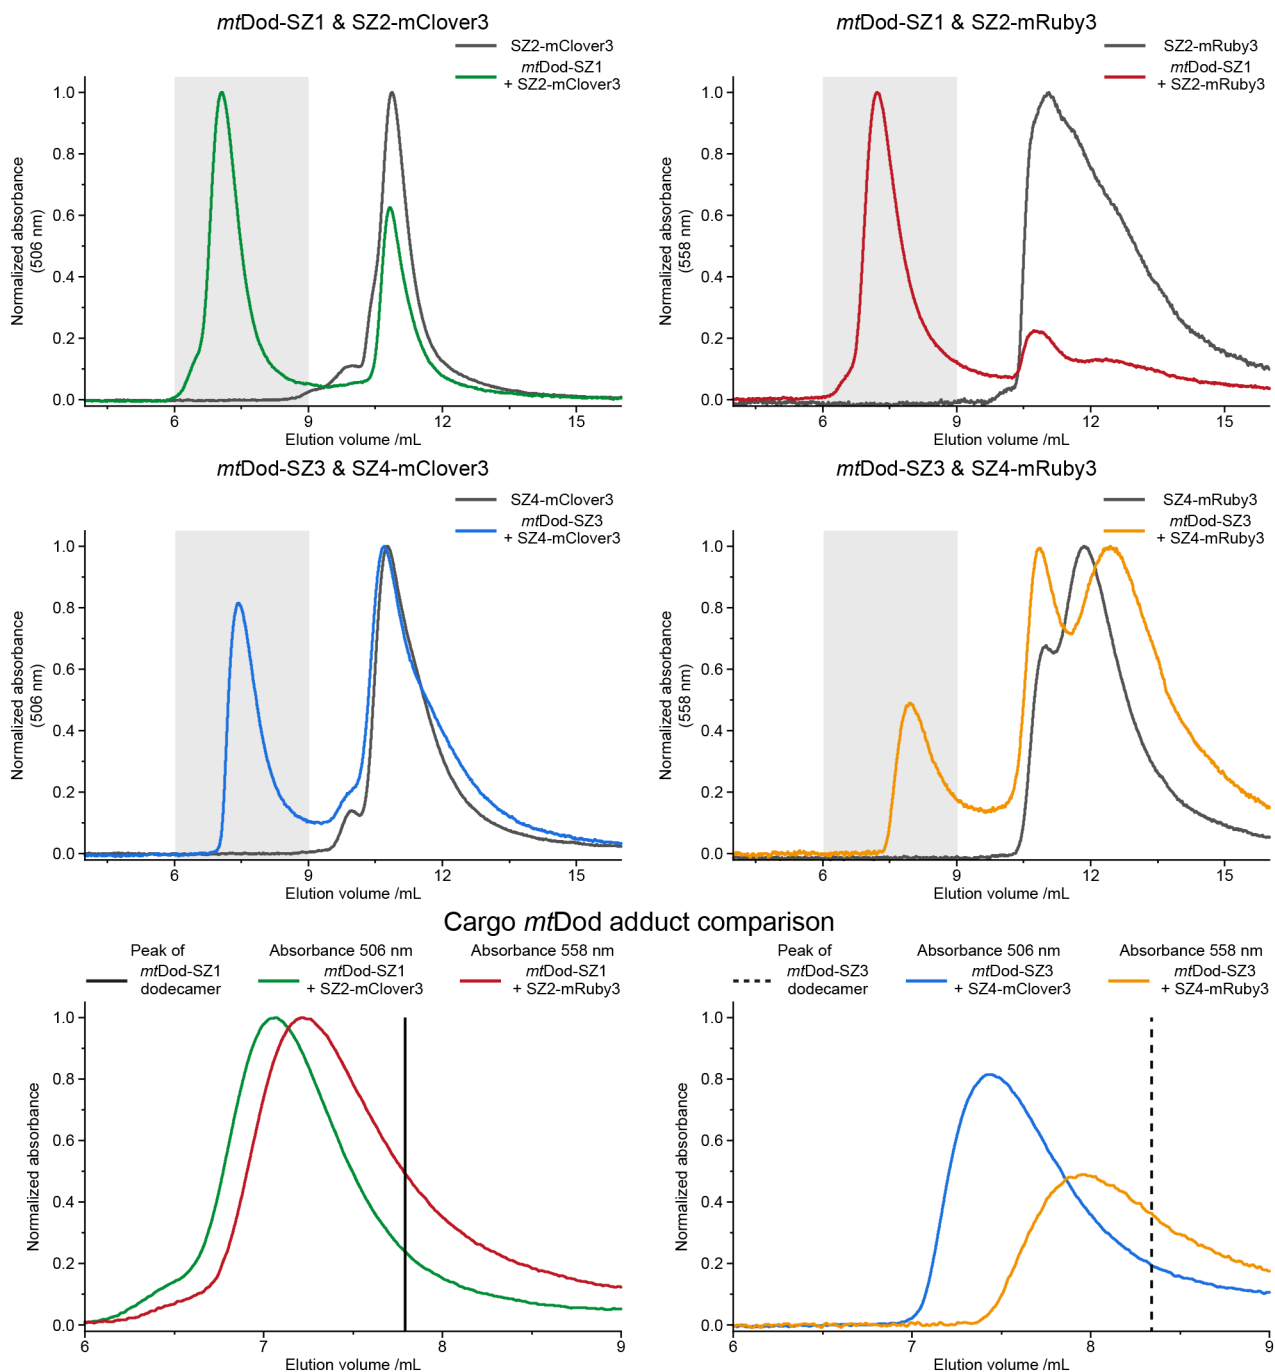 mtDod-SZ1 & SZ2-mClover3
SZ2-mClover3
mtDod-SZ1
+ SZ2-mClover3
1.0
0.8
0.6
0.4
0.2
0.0
Normalized absorbance
(506 nm)
6
9
12
15
Elution volume /mL
mtDod-SZ1 & SZ2-mRuby3
SZ2-mRuby3
mtDod-SZ1
+ SZ2-mRuby3
1.0
0.8
0.6
0.4
0.2
0.0
Normalized absorbance
(558 nm)
6
9
12
15
Elution volume /mL
mtDod-SZ3 & SZ4-mClover3
SZ4-mClover3
mtDod-SZ3
+ SZ4-mClover3
1.0
0.8
0.6
0.4
0.2
0.0
Normalized absorbance
(506 nm)
6
9
12
15
Elution volume /mL
mtDod-SZ3 & SZ4-mRuby3
SZ4-mRuby3
mtDod-SZ3
+ SZ4-mRuby3
1.0
0.8
0.6
0.4
0.2
0.0
Normalized absorbance
(558 nm)
6
9
12
15
Elution volume /mL
Cargo mtDod adduct comparison
Peak of
mtDod-SZ1
dodecamer
Absorbance 506 nm
mtDod-SZ1
+ SZ2-mClover3
Absorbance 558 nm
mtDod-SZ1
+ SZ2-mRuby3
1.0
0.8
0.6
0.4
0.2
0.0
Normalized absorbance
6
7
8
9
Elution volume /mL
Peak of
mtDod-SZ3
dodecamer
Absorbance 506 nm
mtDod-SZ3
+ SZ4-mClover3
Absorbance 558 nm
mtDod-SZ3
+ SZ4-mRuby3
1.0
0.8
0.6
0.4
0.2
0.0
Normalized absorbance
6
7
8
9
Elution volume /mL